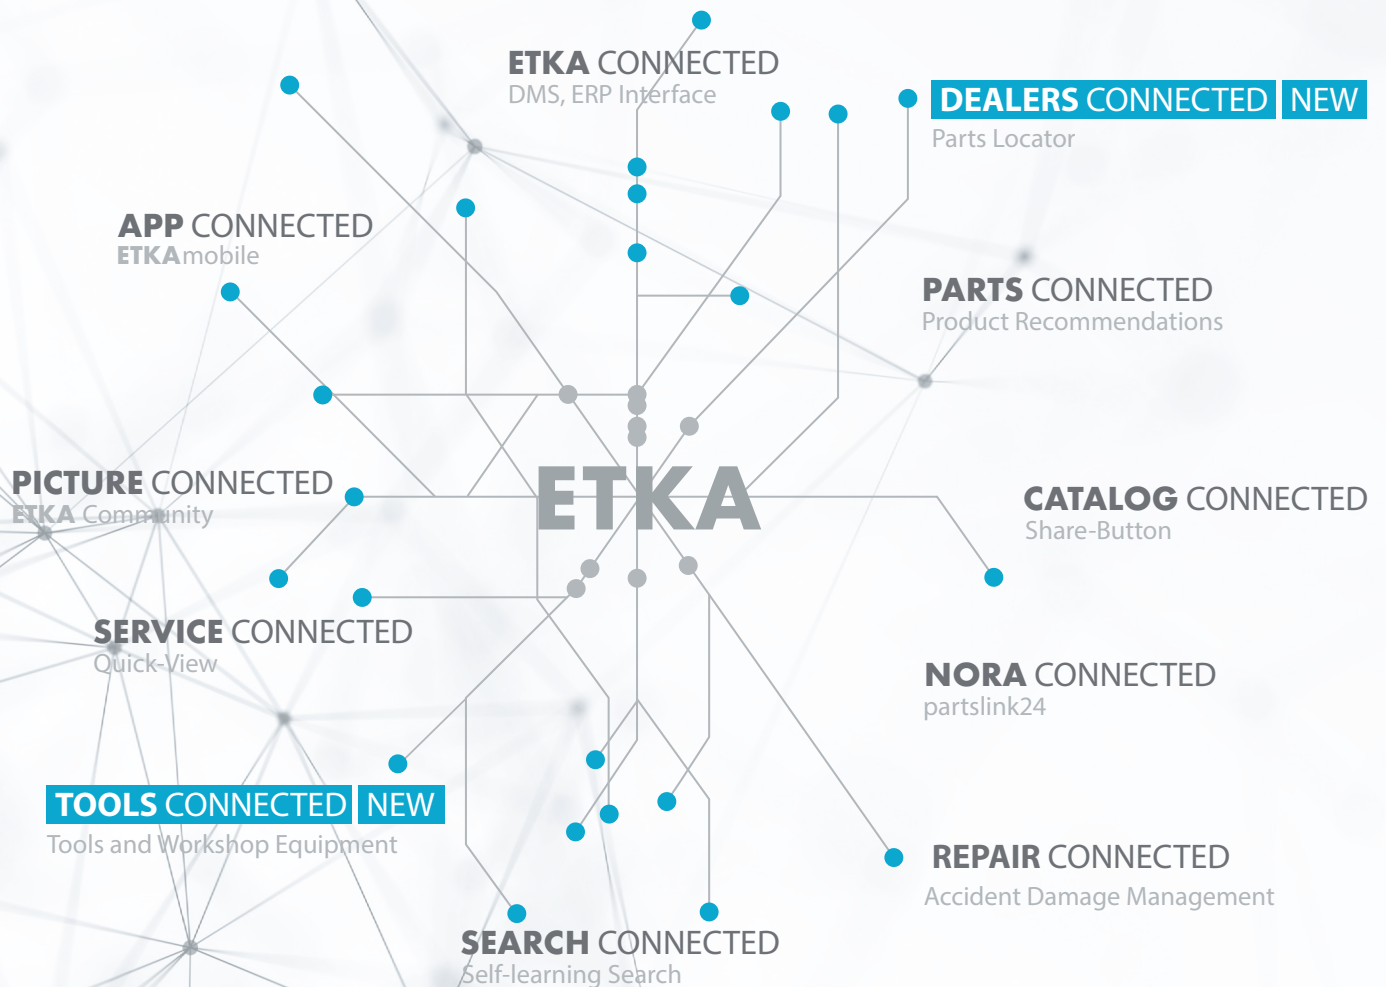 ETKA CONNECTED
DMS, ERP Interface
DEALERS CONNECTED NEW
Parts Locator
APP CONNECTED
ETKAmobile
PARTS CONNECTED
Product Recommendations
PICTURE CONNECTED
ETKA Community
ETKA
CATALOG CONNECTED
Share-Button
SERVICE CONNECTED
Quick-View
NORA CONNECTED
partslink24
TOOLS CONNECTED NEW
Tools and Workshop Equipment
REPAIR CONNECTED
Accident Damage Management
SEARCH CONNECTED
Self-learning Search